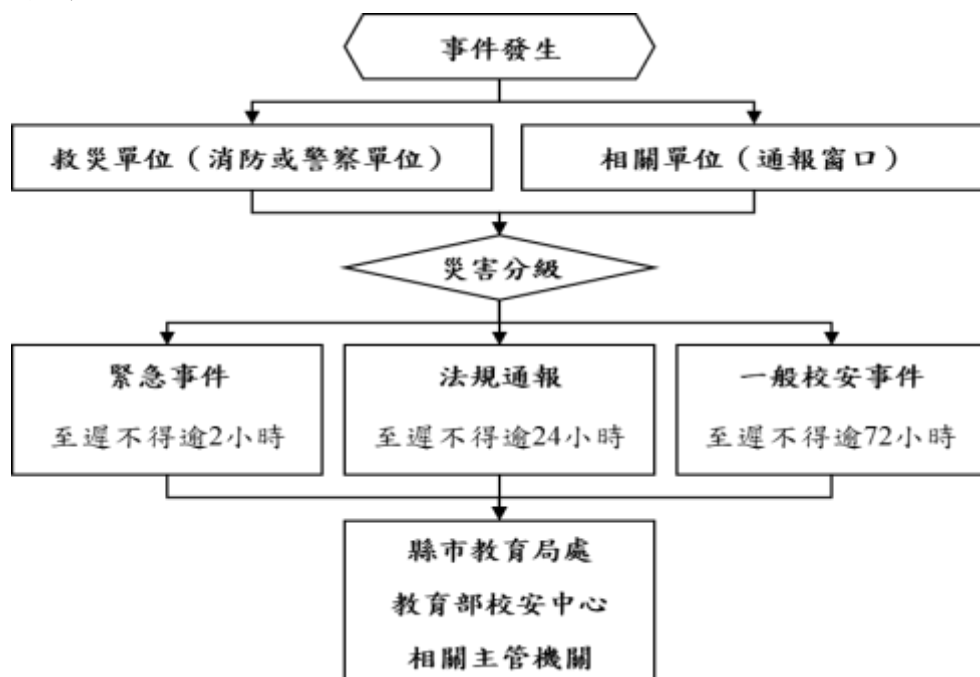 事件發生
救災單位（消防或警察單位）
相關單位（通報窗口）
災害分級
緊急事件
至遲不得逾2小時
法規通報
至遲不得逾24小時
一般校安事件
至遲不得逾72小時
縣市教育局處
教育部校安中心
相關主管機關